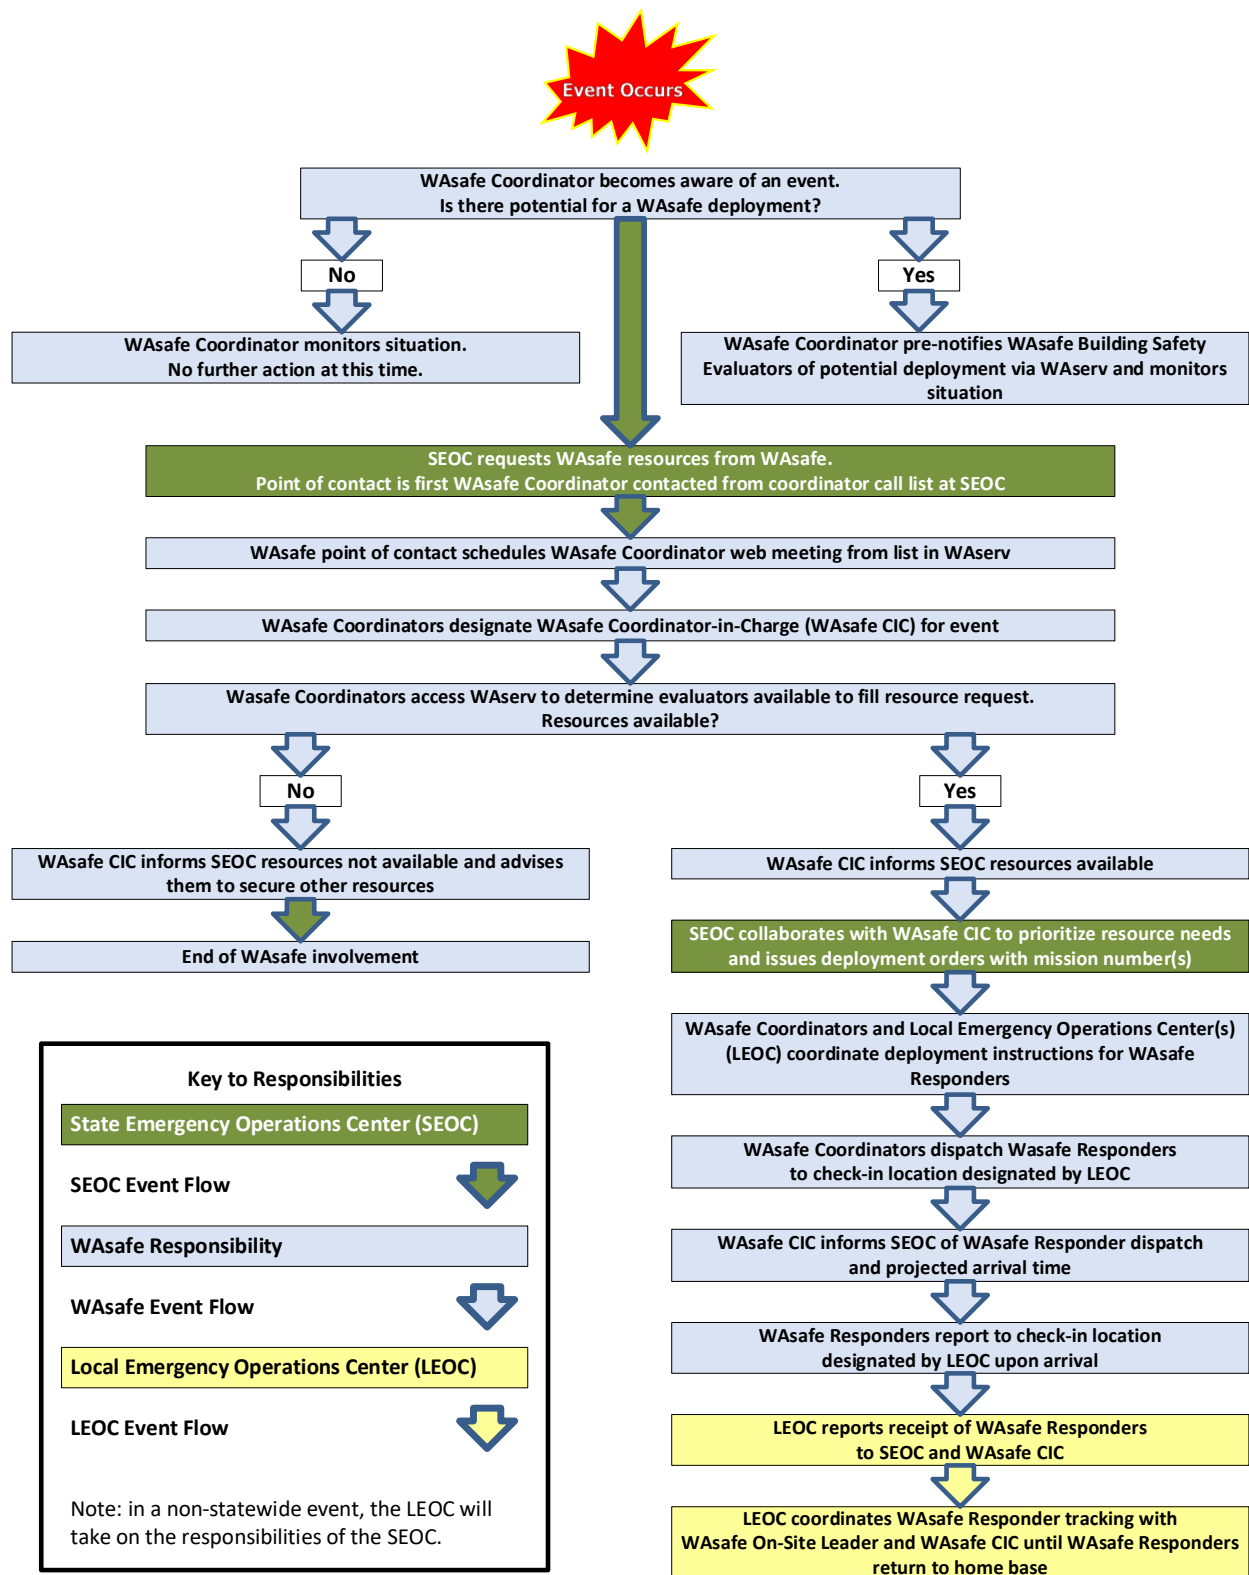 Event Occurs
WAsafe Coordinator becomes aware of an event.
Is there potential for a WAsafe deployment?
No
Yes
WAsafe Coordinator monitors situation.
No further action at this time.
WAsafe Coordinator pre-notifies WAsafe Building Safety
Evaluators of potential deployment via WAserv and monitors
situation
SEOC requests WAsafe resources from WAsafe.
Point of contact is first WAsafe Coordinator contacted from coordinator call list at SEOC
WAsafe point of contact schedules WAsafe Coordinator web meeting from list in WAserv
WAsafe Coordinators designate WAsafe Coordinator-in-Charge (WAsafe CIC) for event
Wasafe Coordinators access WAserv to determine evaluators available to fill resource request.
Resources available?
No
Yes
WAsafe CIC informs SEOC resources not available and advises
them to secure other resources
End of WAsafe involvement
WAsafe CIC informs SEOC resources available
SEOC collaborates with WAsafe CIC to prioritize resource needs
and issues deployment orders with mission number(s)
WAsafe Coordinators and Local Emergency Operations Center(s)
(LEOC) coordinate deployment instructions for WAsafe
Responders
WAsafe Coordinators dispatch Wasafe Responders
to check-in location designated by LEOC
WAsafe CIC informs SEOC of WAsafe Responder dispatch
and projected arrival time
WAsafe Responders report to check-in location
designated by LEOC upon arrival
LEOC reports receipt of WAsafe Responders
to SEOC and WAsafe CIC
LEOC coordinates WAsafe Responder tracking with
WAsafe On-Site Leader and WAsafe CIC until WAsafe Responders
return to home base
Key to Responsibilities
State Emergency Operations Center (SEOC)
SEOC Event Flow
WAsafe Responsibility
WAsafe Event Flow
Local Emergency Operations Center (LEOC)
LEOC Event Flow
Note: in a non-statewide event, the LEOC will
take on the responsibilities of the SEOC.